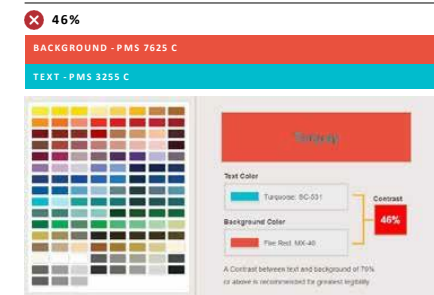 46%
BACKGROUND - PMS 7625 C
TEXT - PMS 3255 C
Text Color
Turquoise: BC-531
Contrast
46%
Background Color
Fire Red: MX-40
A Contrast between text and background of 70%
or above is recommended for greatest legibility